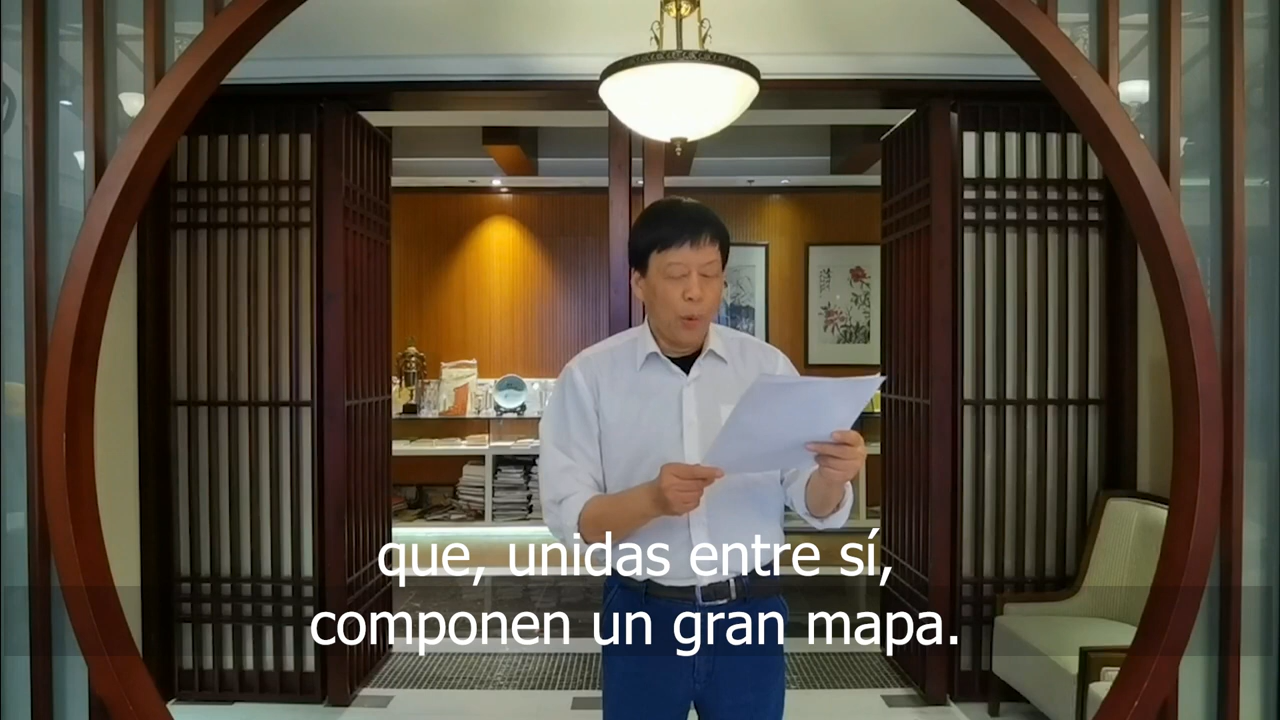 que, unidas entre sí,
componen un gran mapa.